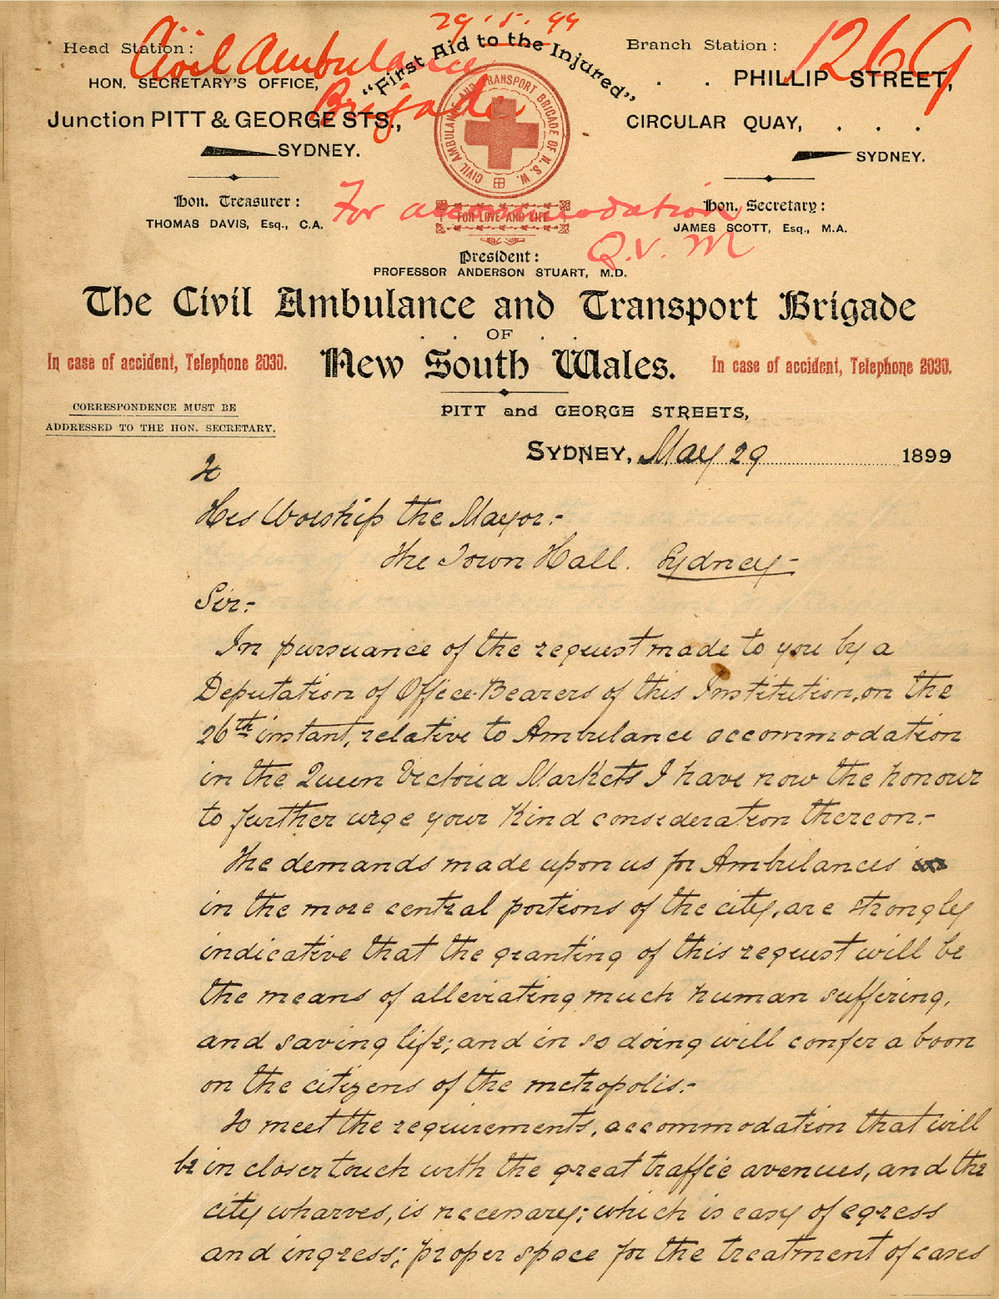 29.5.99
Head Station:
Civil Ambulance
Brigade
"First Aid to the Injured"
Branch Station:
1269
HON. SECRETARY'S OFFICE,
. . PHILLIP STREET,
Junction PITT & GEORGE STS.,
CIRCULAR QUAY, . . .
SYDNEY.
SYDNEY.
CIVIL AMBULANCE AND TRANSPORT BRIGADE OF N.S.W.
FOR LOVE AND LIFE
For accommodation
Q.V.M
Hon. Treasurer:
THOMAS DAVIS, Esq., C.A.
Hon. Secretary:
JAMES SCOTT, Esq., M.A.
President:
PROFESSOR ANDERSON STUART, M.D.
The Civil Ambulance and Transport Brigade
. . OF . .
In case of accident, Telephone 2030.
New South Wales.
In case of accident, Telephone 2030.
CORRESPONDENCE MUST BE
ADDRESSED TO THE HON. SECRETARY.
PITT and GEORGE STREETS,
SYDNEY, May 29 1899
To
His Worship the Mayor:-
The Town Hall. Sydney-
Sir:-
In pursuance of the request made to you by a
Deputation of Office-Bearers of this Institution, on the
26th instant, relative to Ambulance accommodation
in the Queen Victoria Markets I have now the honour
to further urge your Kind consideration thereon.-
The demands made upon us for Ambulances
in the more central portions of the city, are strongly
indicative that the granting of this request will be
the means of alleviating much human suffering,
and saving life; and in so doing will confer a boon
on the citizens of the metropolis.-
To meet the requirements, accommodation that will
be in closer touch with the great traffic avenues, and the
city wharves, is necessary; which is easy of egress
and ingress; proper space for the treatment of cases